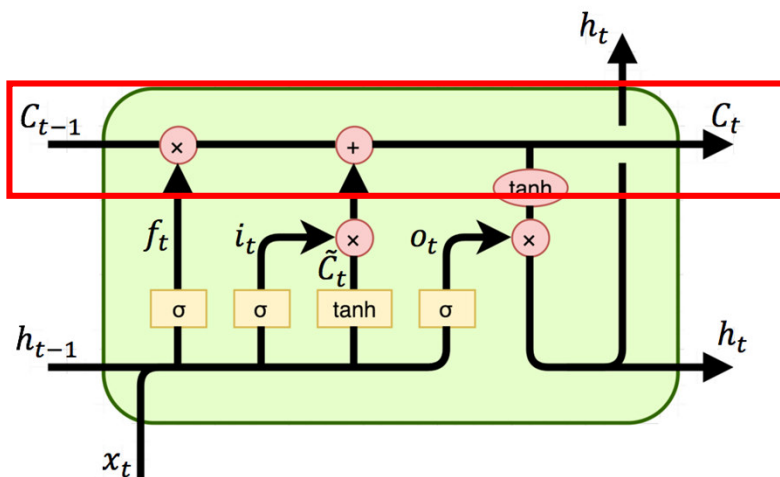 h_t
C_{t-1} × + C_t
tanh
f_t i_t × o_t ×
C̃_t
σ σ tanh σ
h_{t-1} h_t
x_t